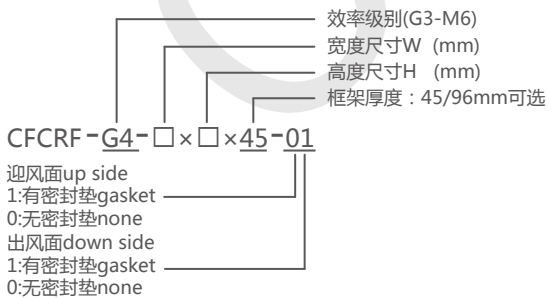 效率级别(G3-M6)
宽度尺寸W (mm)
高度尺寸H (mm)
框架厚度：45/96mm可选
CFCRF-G4-□×□×45-01
迎风面up side
1:有密封垫gasket
0:无密封垫none
出风面down side
1:有密封垫gasket
0:无密封垫none